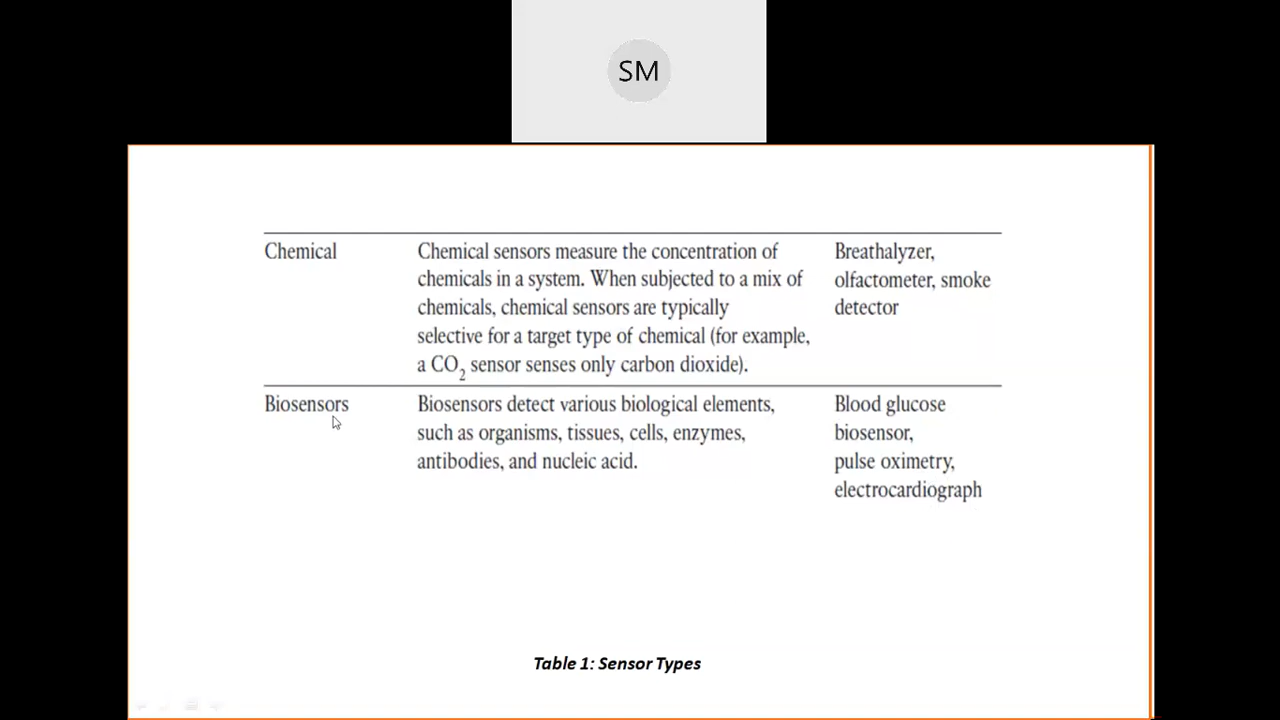 SM
Chemical
Chemical sensors measure the concentration of
chemicals in a system. When subjected to a mix of
chemicals, chemical sensors are typically
selective for a target type of chemical (for example,
a CO₂ sensor senses only carbon dioxide).
Breathalyzer,
olfactometer, smoke
detector
Biosensors
Biosensors detect various biological elements,
such as organisms, tissues, cells, enzymes,
antibodies, and nucleic acid.
Blood glucose
biosensor,
pulse oximetry,
electrocardiograph
Table 1: Sensor Types